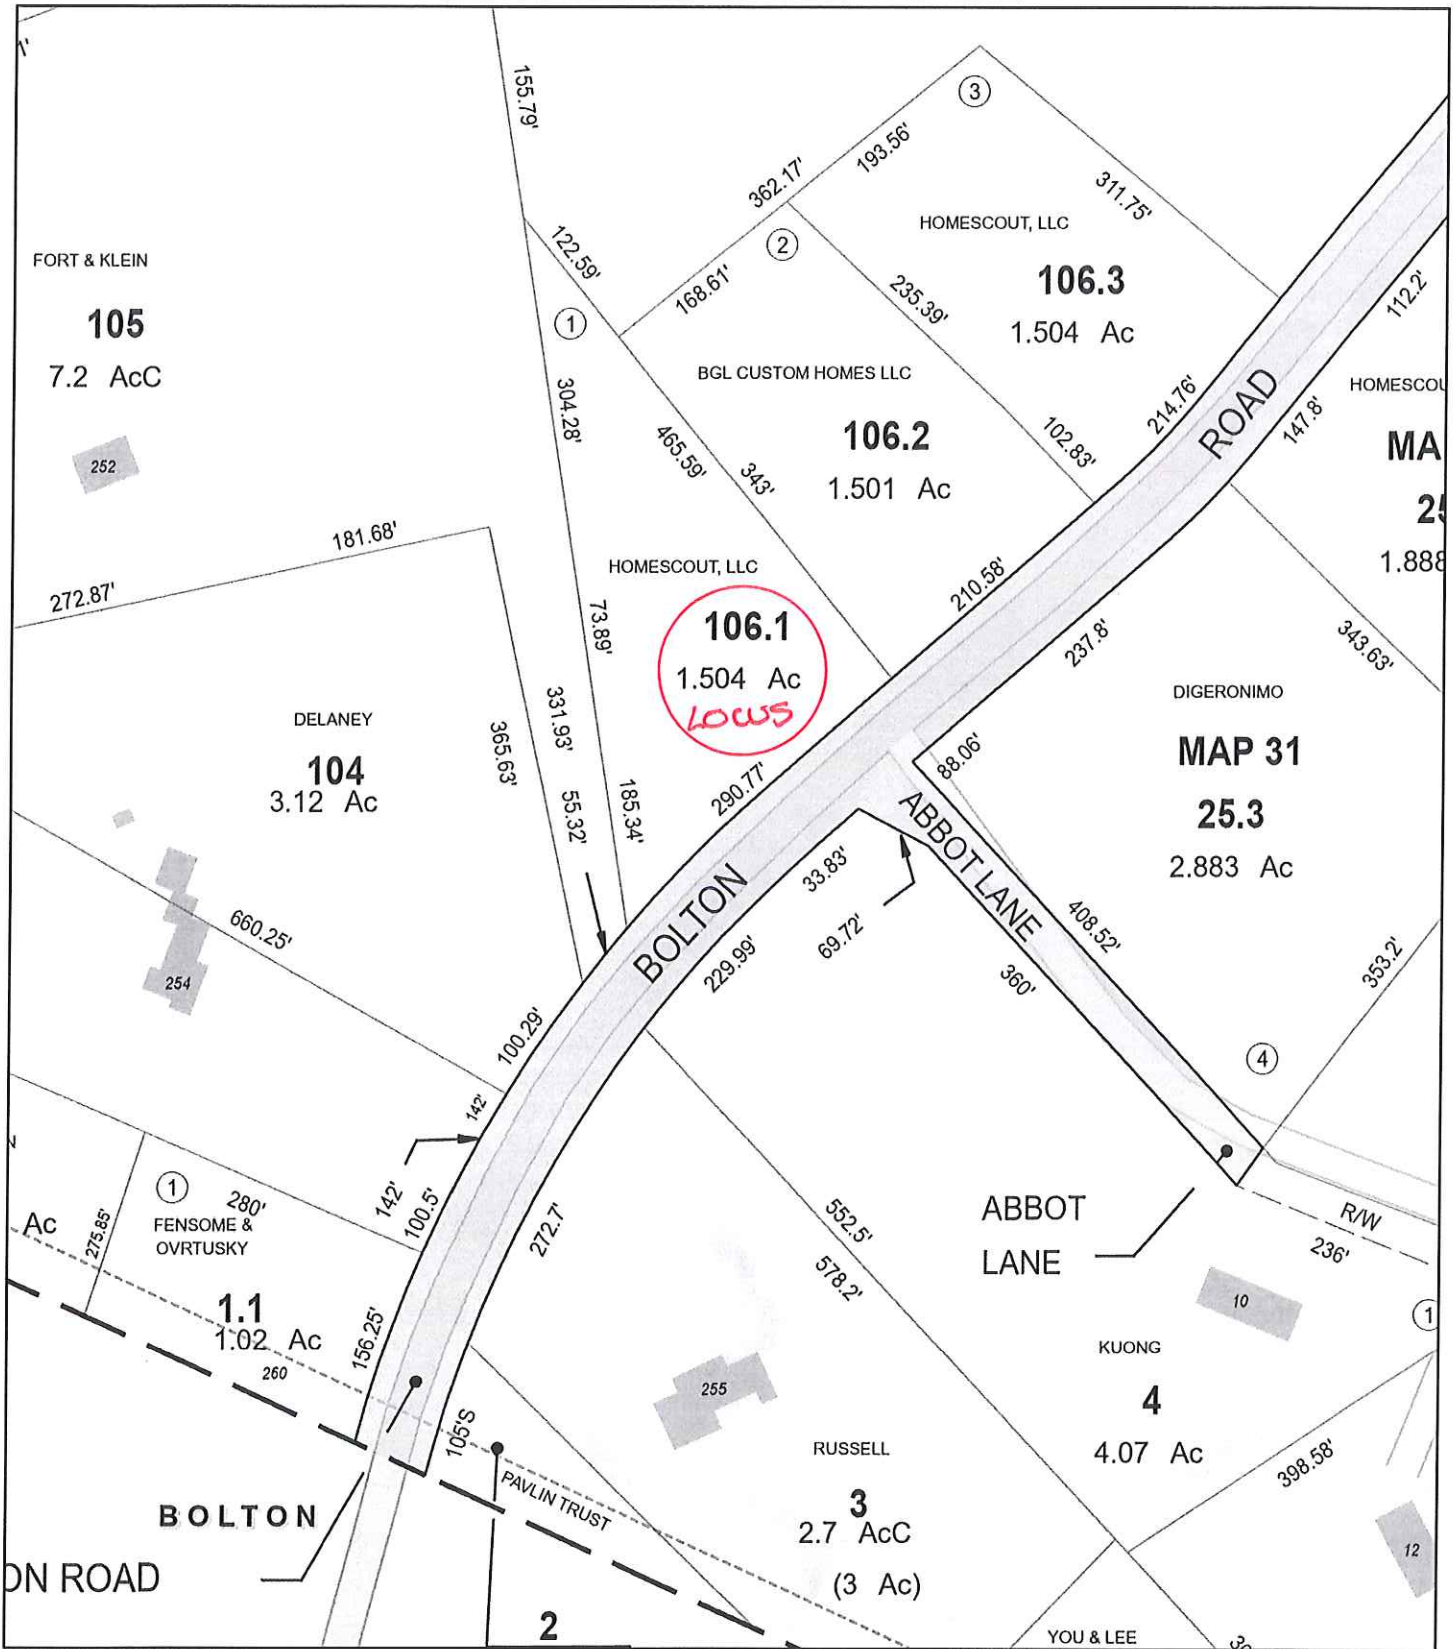 1'
155.79'
3
193.56'
362.17'
311.75'
122.59'
168.61'
2
HOMESCOUT, LLC
106.3
1.504 Ac
FORT & KLEIN
105
7.2 AcC
1
235.39'
112.2'
304.28'
BGL CUSTOM HOMES LLC
106.2
1.501 Ac
102.83'
214.76'
ROAD
147.8'
HOMESCOU
MA
25
1.888
252
465.59'
343'
181.68'
272.87'
HOMESCOUT, LLC
106.1
1.504 Ac
LOCUS
73.89'
210.58'
237.8'
343.63'
DELANEY
104
3.12 Ac
365.63'
331.93'
55.32'
185.34'
290.77'
88.06'
DIGERONIMO
MAP 31
25.3
2.883 Ac
ABBOT LANE
33.83'
69.72'
408.52'
360'
353.2'
BOLTON
229.99'
660.25'
254
100.29'
142'
142'
100.5'
272.7'
4
N
Ac
275.85'
1
280'
FENSOME &
OVRTUSKY
1.1
1.02 Ac
260
156.25'
552.5'
578.2'
ABBOT
LANE
R/W
236'
10
1
KUONG
4
4.07 Ac
255
105'S
PAVLIN TRUST
RUSSELL
3
2.7 AcC
(3 Ac)
398.58'
12
BOLTON
ON ROAD
2
YOU & LEE